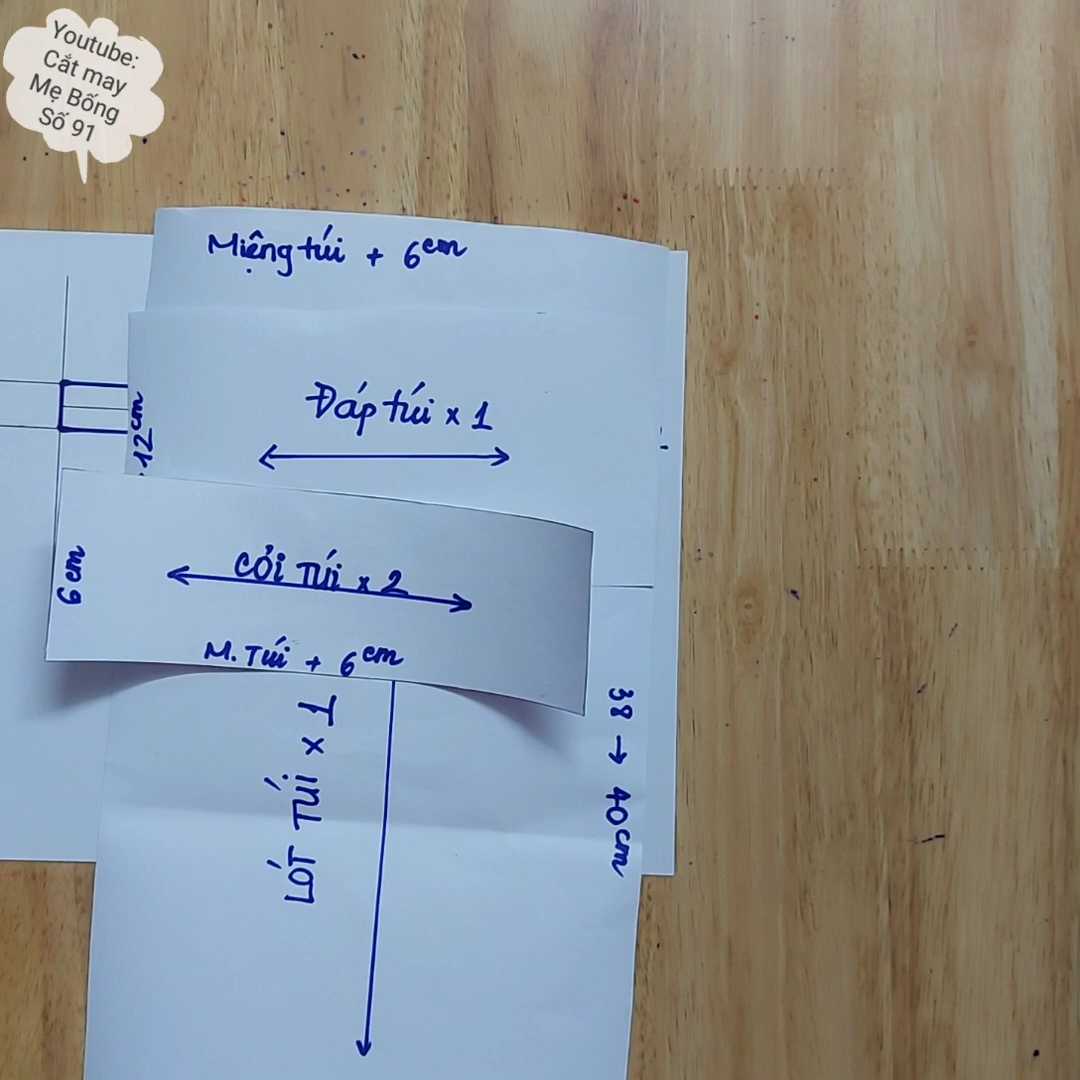 Youtube:
Cắt may
Mẹ Bống
Số 91
Miệng túi + 6cm
Đáp túi x 1
12cm
Cỏi Túi x 2
6cm
M. Túi + 6cm
LÓT TÚI x 1
38 → 40cm